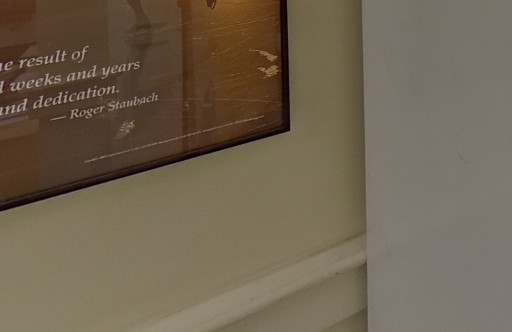 e result of
weeks and years
and dedication.
— Roger Staubach